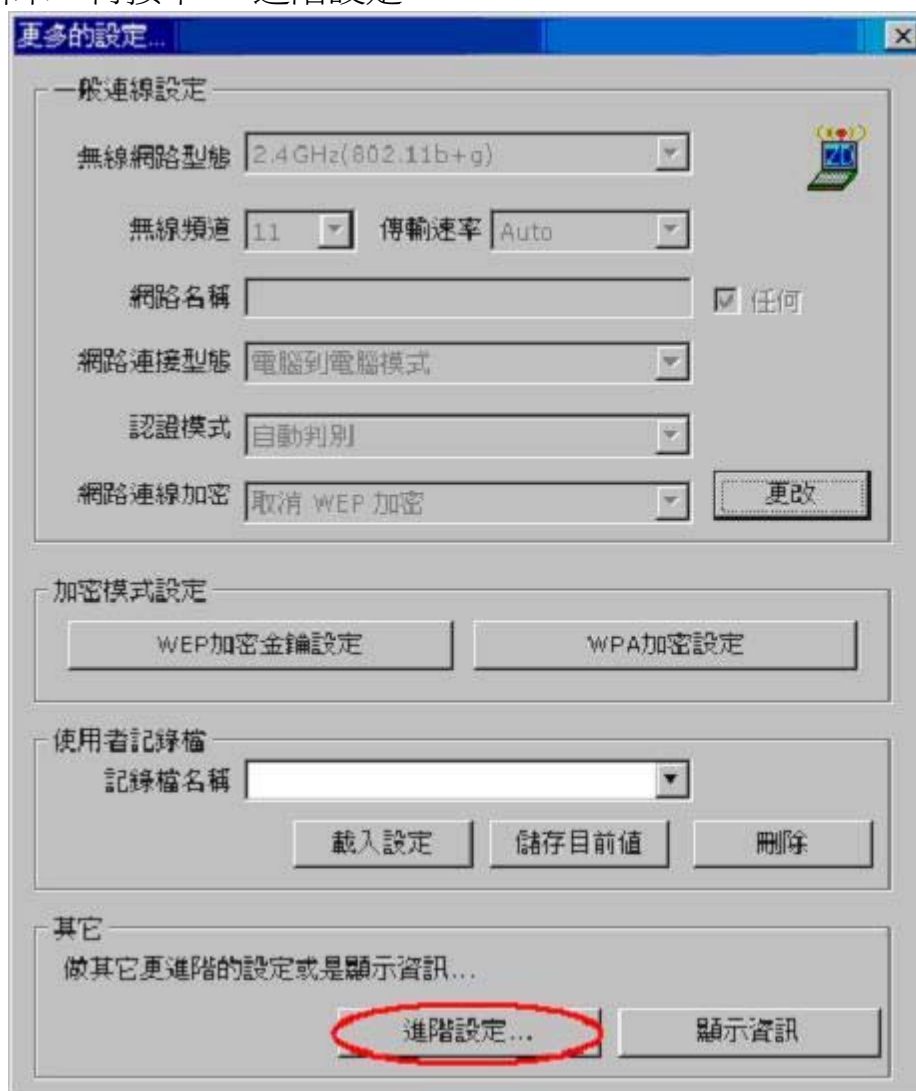 更多的設定...
一般連線設定
無線網路型態 2.4GHz(802.11b+g)
無線頻道 11 傳輸速率 Auto
網路名稱 任何
網路連接型態 電腦到電腦模式
認證模式 自動判別
網路連線加密 取消 WEP 加密 更改
加密模式設定
WEP加密金鑰設定 WPA加密設定
使用者記錄檔
記錄檔名稱
載入設定 儲存目前值 刪除
其它
做其它更進階的設定或是顯示資訊...
進階設定... 顯示資訊